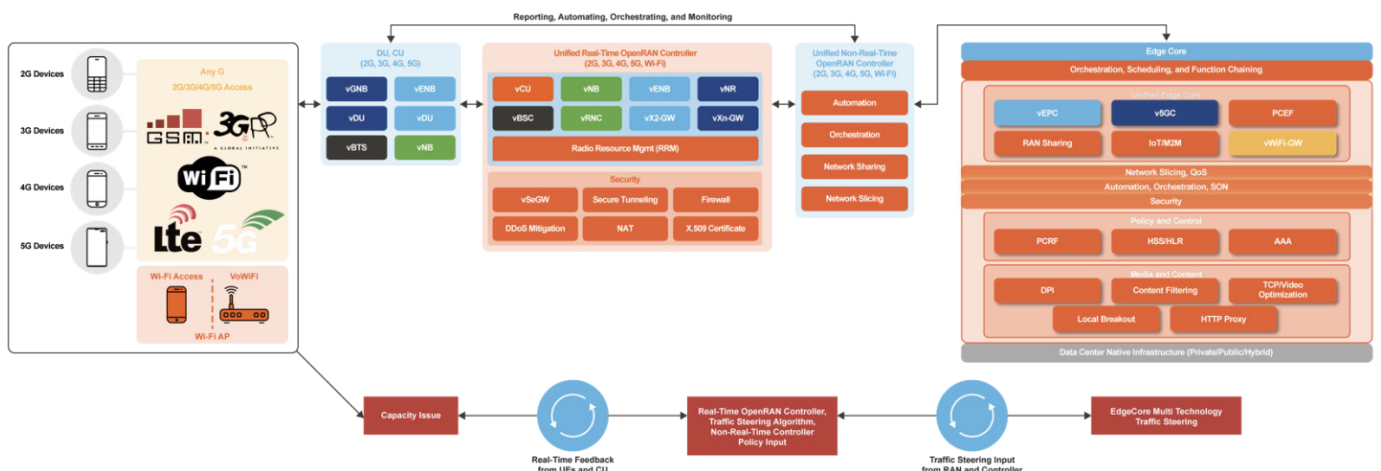 Reporting, Automating, Orchestrating, and Monitoring
2G Devices
3G Devices
4G Devices
5G Devices
Any G
2G/3G/4G/5G Access
GSM
3GPP
A GLOBAL INITIATIVE
WiFi
TM
Lte
5G
Wi-Fi Access
VoWiFi
Wi-Fi AP
DU, CU
(2G, 3G, 4G, 5G)
vGNB
vENB
vDU
vDU
vBTS
vNB
Unified Real-Time OpenRAN Controller
(2G, 3G, 4G, 5G, Wi-Fi)
vCU
vNB
vENB
vNR
vBSC
vRNC
vX2-GW
vXn-GW
Radio Resource Mgmt (RRM)
Security
vSeGW
Secure Tunneling
Firewall
DDoS Mitigation
NAT
X.509 Certificate
Unified Non-Real-Time
OpenRAN Controller
(2G, 3G, 4G, 5G, Wi-Fi)
Automation
Orchestration
Network Sharing
Network Slicing
Edge Core
Orchestration, Scheduling, and Function Chaining
Unified Edge Core
vEPC
v5GC
PCEF
RAN Sharing
IoT/M2M
vWiFi-GW
Network Slicing, QoS
Automation, Orchestration, SON
Security
Policy and Control
PCRF
HSS/HLR
AAA
Media and Content
DPI
Content Filtering
TCP/Video
Optimization
Local Breakout
HTTP Proxy
Data Center Native Infrastructure (Private/Public/Hybrid)
Capacity Issue
Real-Time Feedback
from UEs and CU
Real-Time OpenRAN Controller,
Traffic Steering Algorithm,
Non-Real-Time Controller
Policy Input
Traffic Steering Input
from RAN and Controller
EdgeCore Multi Technology
Traffic Steering